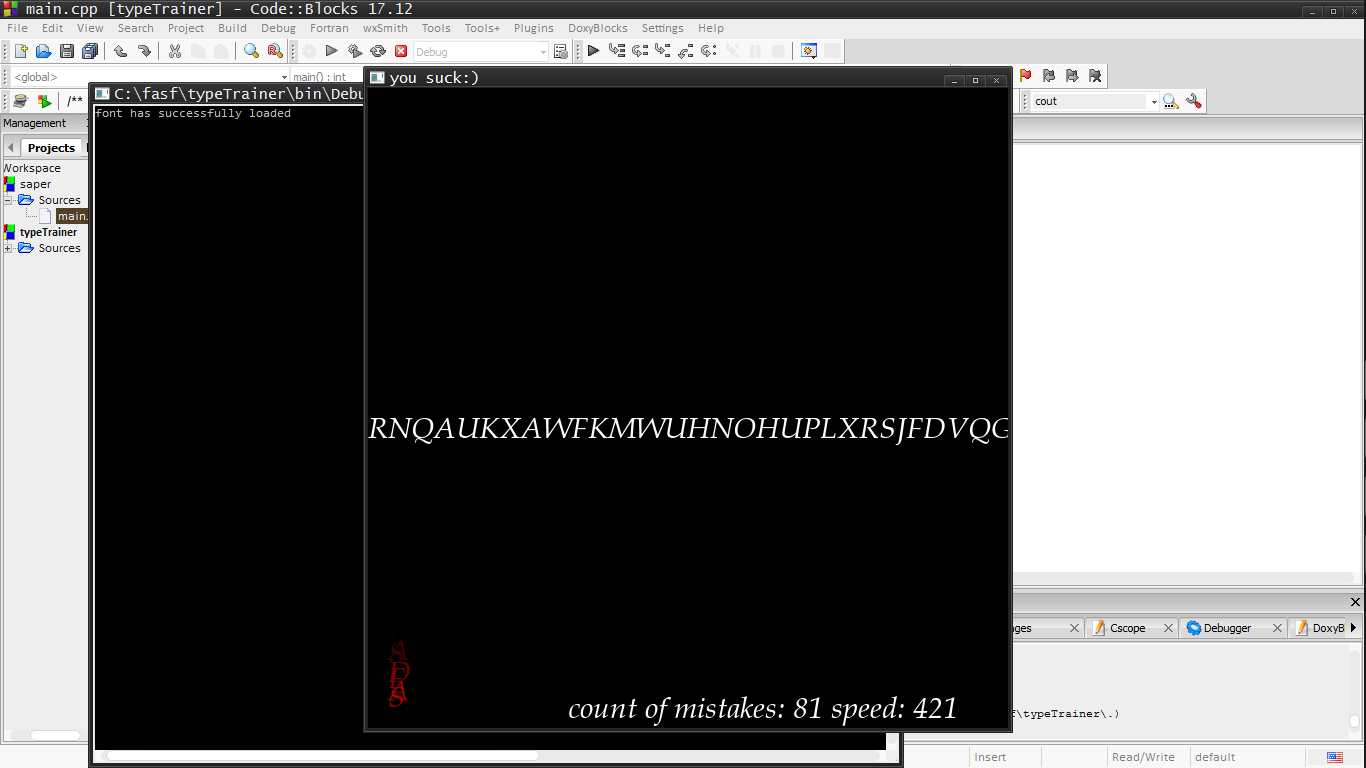 main.cpp [typeTrainer] - Code::Blocks 17.12
File Edit View Search Project Build Debug Fortran wxSmith Tools Tools+ Plugins DoxyBlocks Settings Help
Debug
<global>
main() : int
you suck:)
C:\fasf\typeTrainer\bin\Debu
/**
cout
font has successfully loaded
Management
Projects
Workspace
saper
Sources
main.
typeTrainer
Sources
RNQAUKXAWFKMWUHNOHUPLXRSJFDVQG
ges
Cscope
Debugger
DoxyB
A
D
F
A
S
count of mistakes: 81 speed: 421
f\typeTrainer\.)
Insert
Read/Write
default